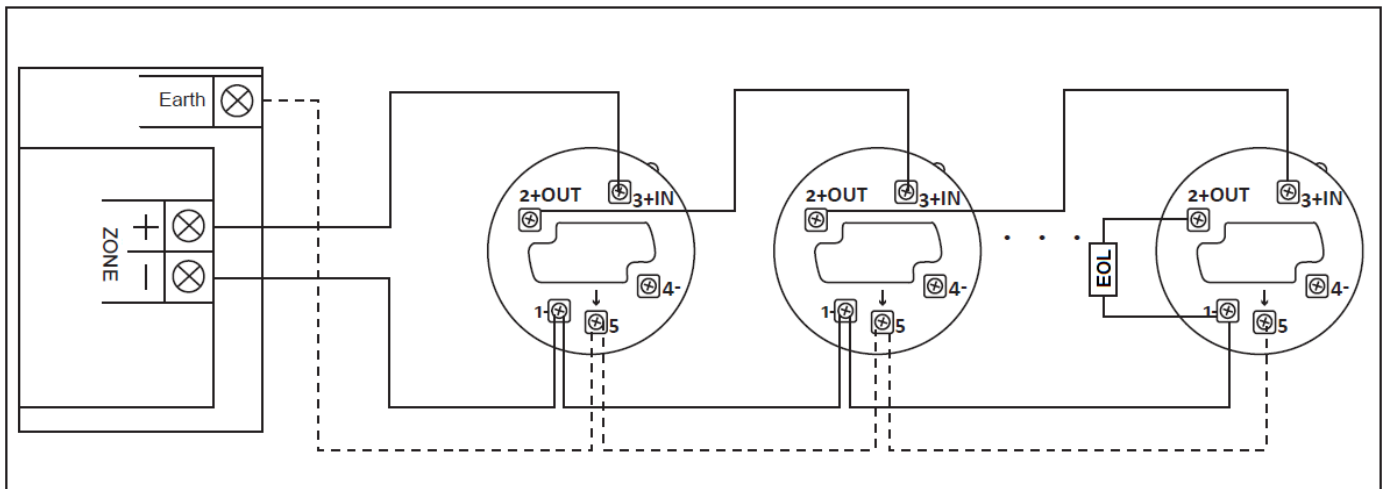 Earth
ZONE
+
−
2+OUT
3+IN
4-
1-
5
2+OUT
3+IN
4-
1-
5
. . .
EOL
2+OUT
3+IN
4-
1-
5